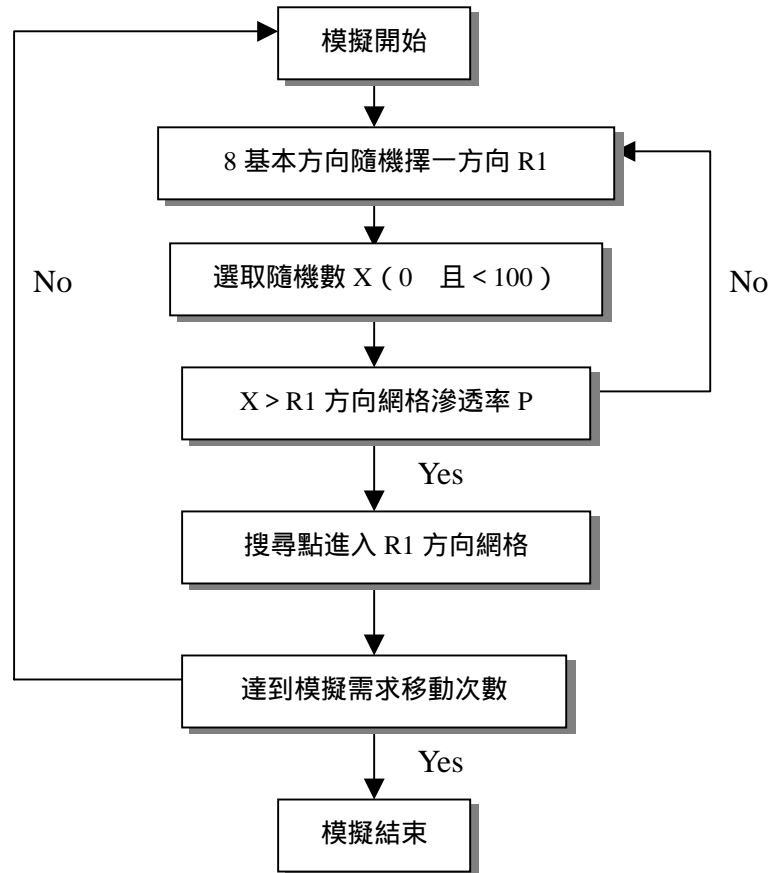 模擬開始
8 基本方向隨機擇一方向 R1
選取隨機數 X（0 且 < 100）
No
No
X > R1 方向網格滲透率 P
Yes
搜尋點進入 R1 方向網格
達到模擬需求移動次數
Yes
模擬結束